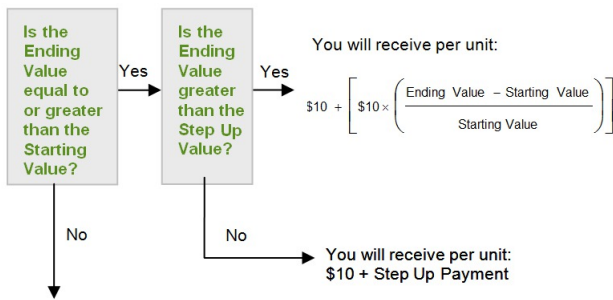 Is the
Ending
Value
equal to
or greater
than the
Starting
Value?
Yes
Is the
Ending
Value
greater
than the
Step Up
Value?
Yes
You will receive per unit:
$10 + [ $10 × ( Ending Value − Starting Value
Starting Value ) ]
No
No
You will receive per unit:
$10 + Step Up Payment